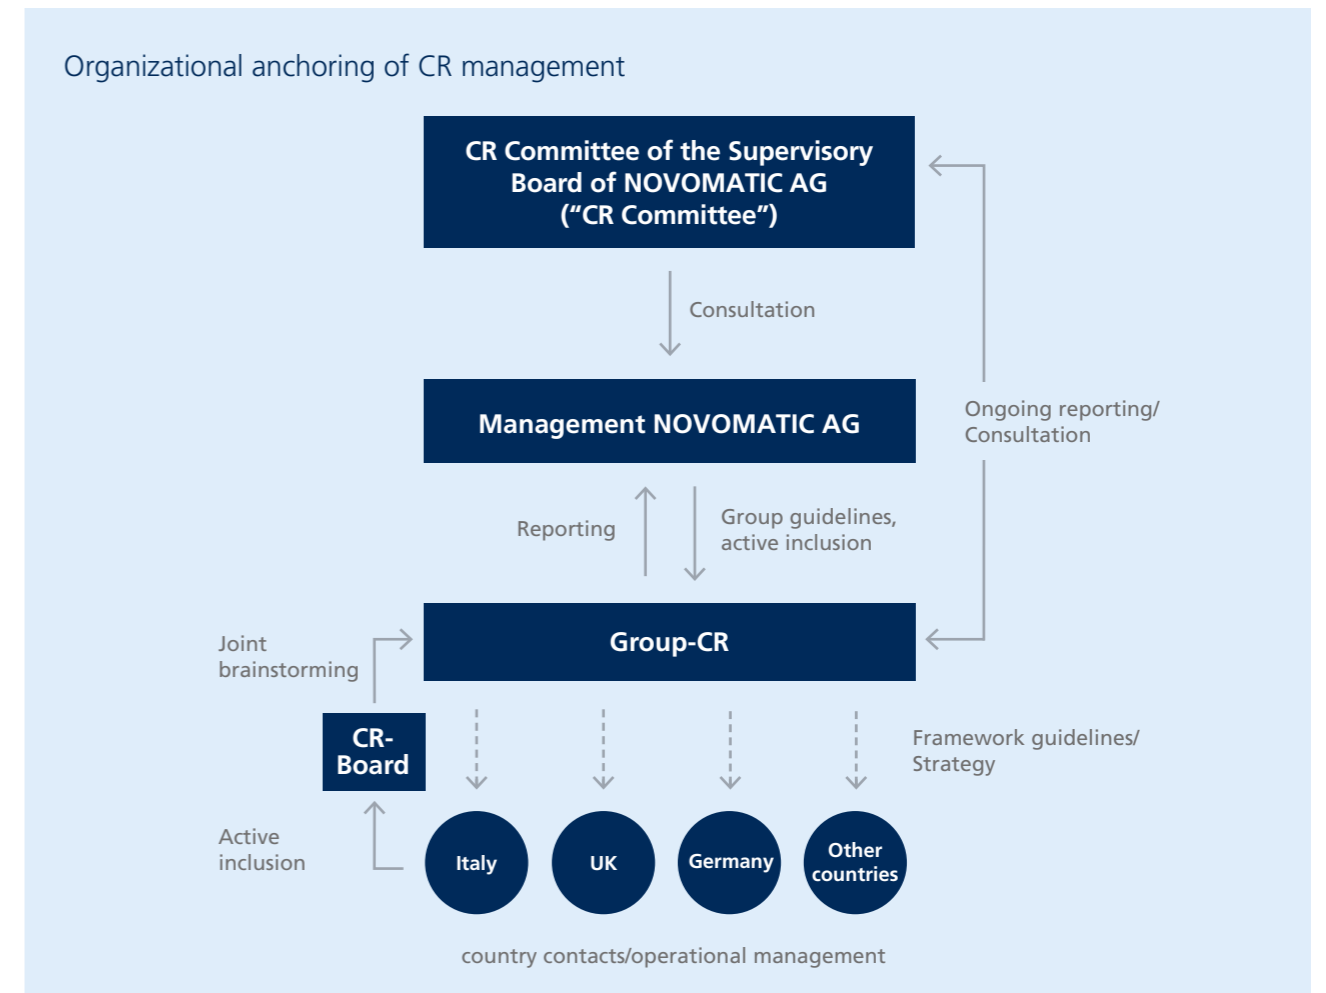 Organizational anchoring of CR management
CR Committee of the Supervisory
Board of NOVOMATIC AG
(“CR Committee”)
Consultation
Management NOVOMATIC AG
Ongoing reporting/
Consultation
Reporting
Group guidelines,
active inclusion
Group-CR
Joint
brainstorming
CR-
Board
Framework guidelines/
Strategy
Active
inclusion
Italy
UK
Germany
Other
countries
country contacts/operational management